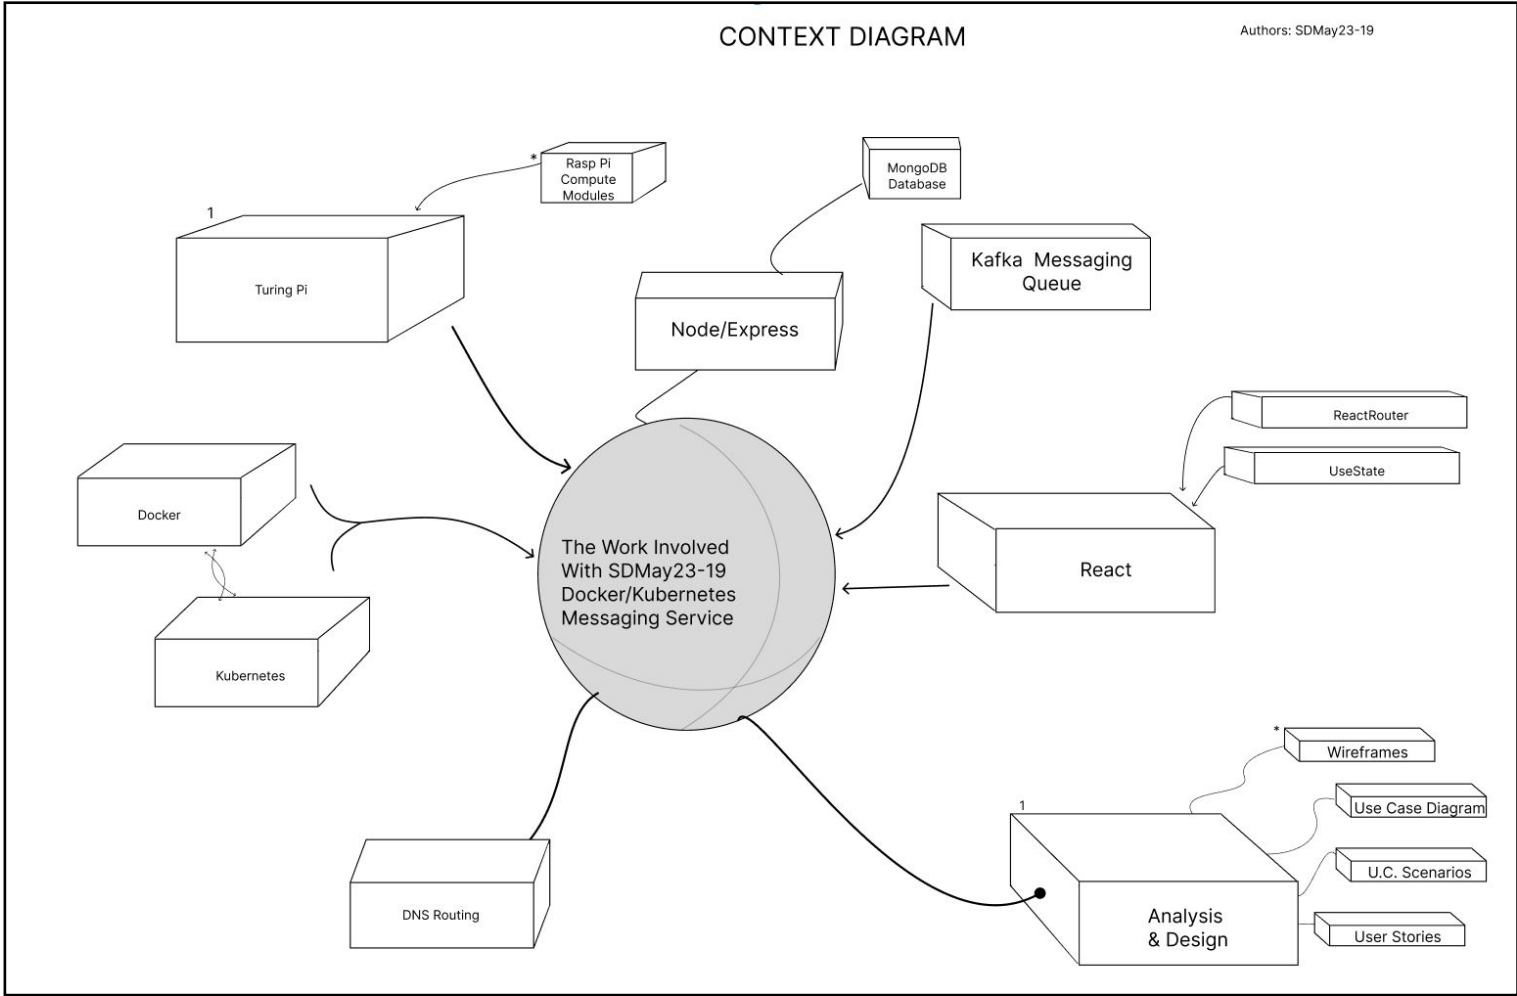 CONTEXT DIAGRAM
Authors: SDMay23-19
*
Rasp Pi
Compute
Modules
MongoDB
Database
1
Turing Pi
Kafka Messaging
Queue
Node/Express
ReactRouter
UseState
Docker
React
The Work Involved
With SDMay23-19
Docker/Kubernetes
Messaging Service
Kubernetes
*
Wireframes
1
Use Case Diagram
U.C. Scenarios
DNS Routing
Analysis
& Design
User Stories